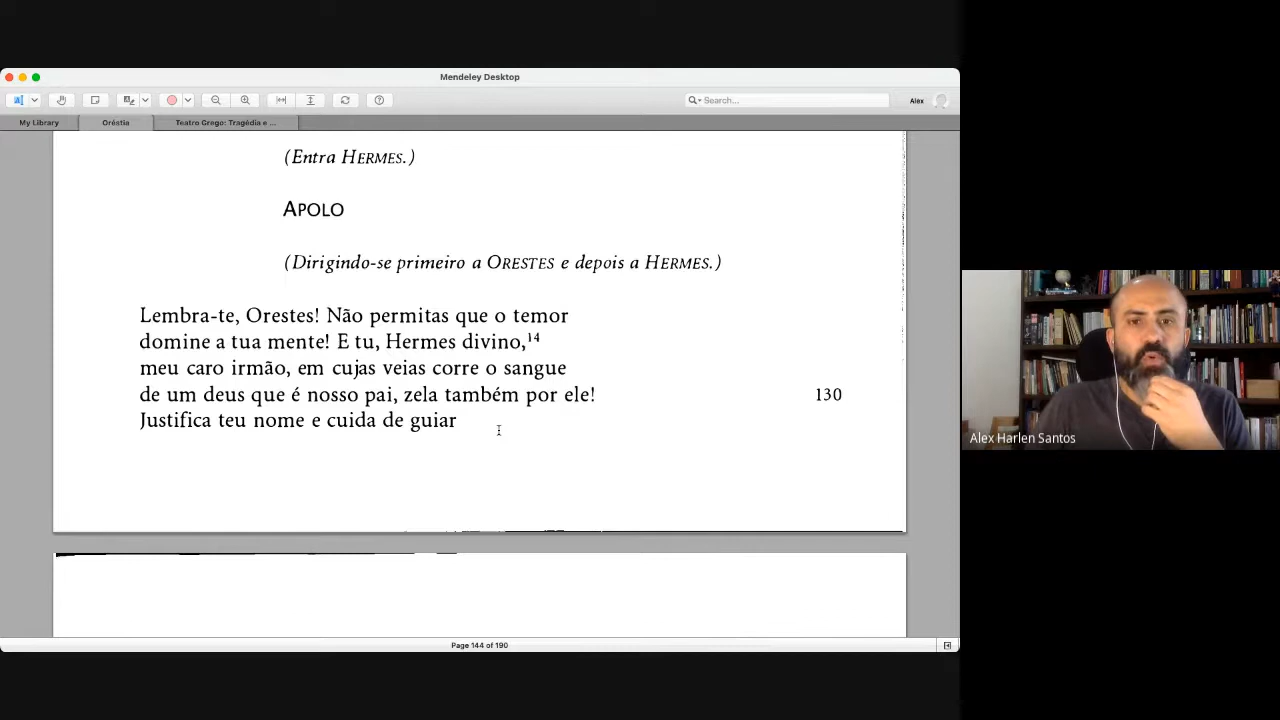 Mendeley Desktop
Search...
Alex
My Library
Oréstia
Teatro Grego: Tragédia e ...
(Entra HERMES.)
APOLO
(Dirigindo-se primeiro a ORESTES e depois a HERMES.)
Lembra-te, Orestes! Não permitas que o temor
domine a tua mente! E tu, Hermes divino,¹⁴
meu caro irmão, em cujas veias corre o sangue
de um deus que é nosso pai, zela também por ele! 130
Justifica teu nome e cuida de guiar
Alex Harlen Santos
Page 144 of 190